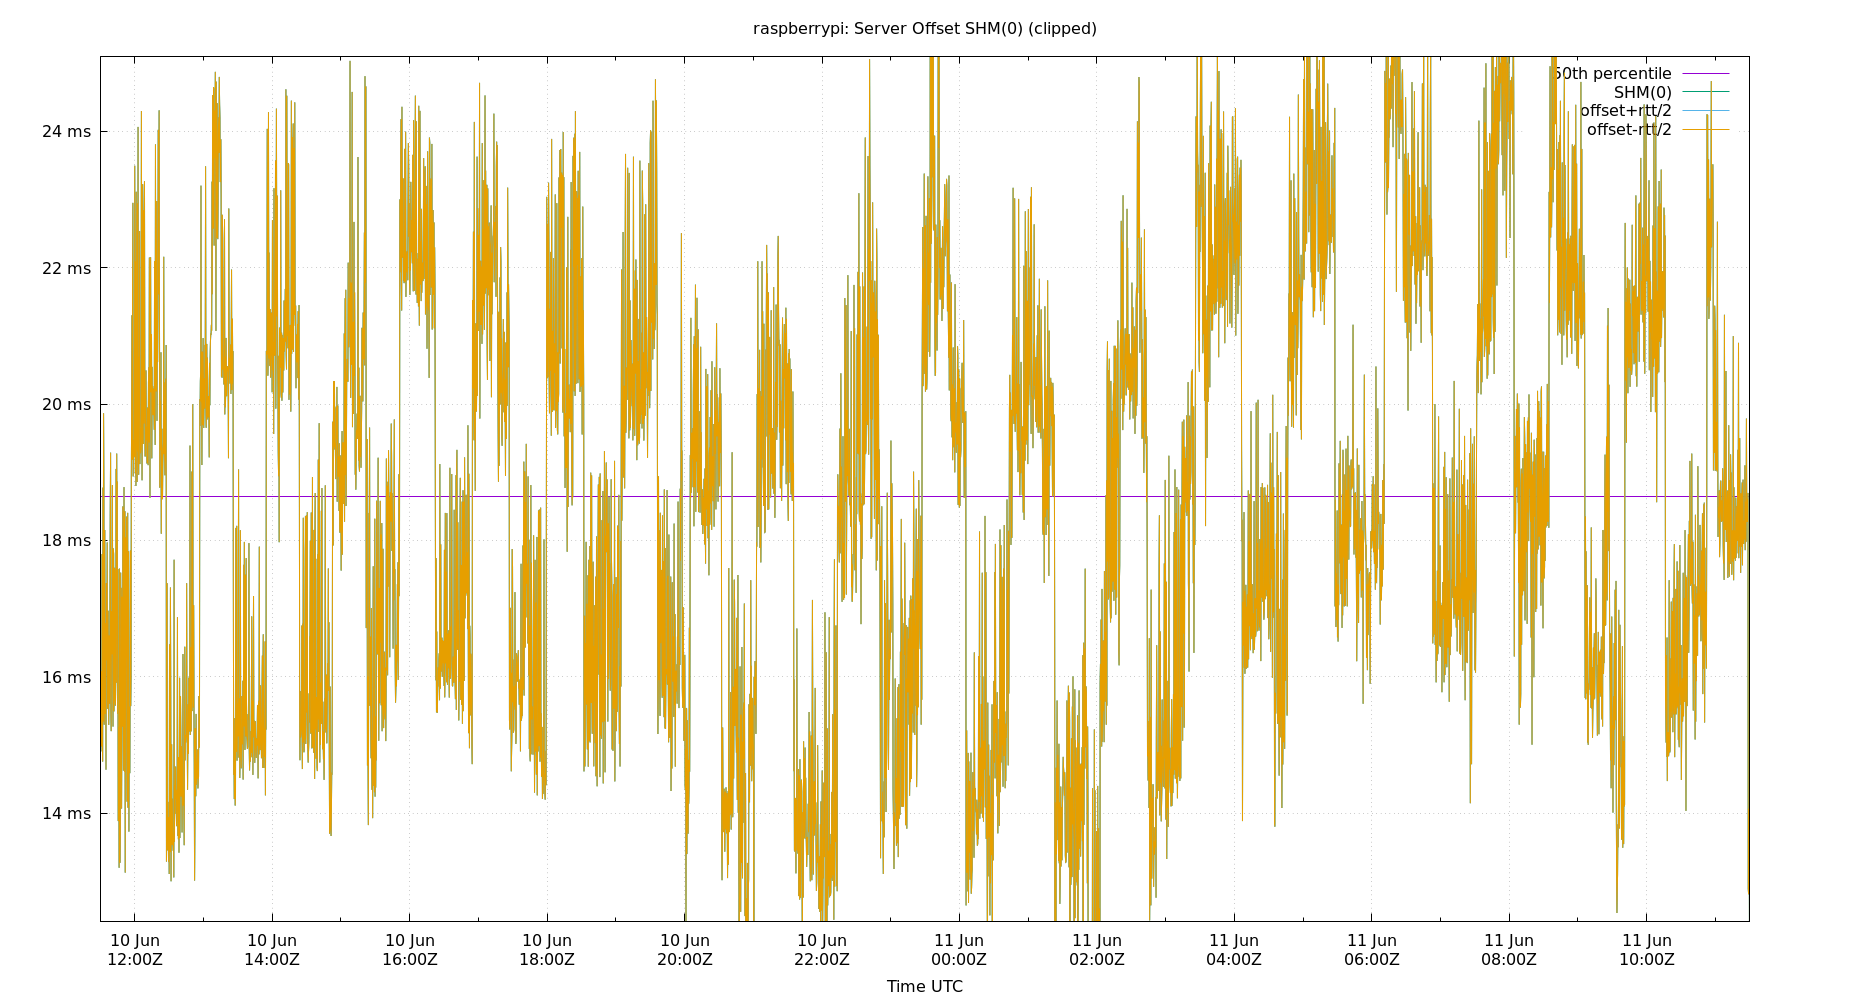 raspberrypi: Server Offset SHM(0) (clipped)
50th percentile
SHM(0)
offset+rtt/2
offset-rtt/2
24 ms
22 ms
20 ms
18 ms
16 ms
14 ms
10 Jun 10 Jun 10 Jun 10 Jun 10 Jun 10 Jun 11 Jun 11 Jun 11 Jun 11 Jun 11 Jun 11 Jun
12:00Z 14:00Z 16:00Z 18:00Z 20:00Z 22:00Z 00:00Z 02:00Z 04:00Z 06:00Z 08:00Z 10:00Z
Time UTC